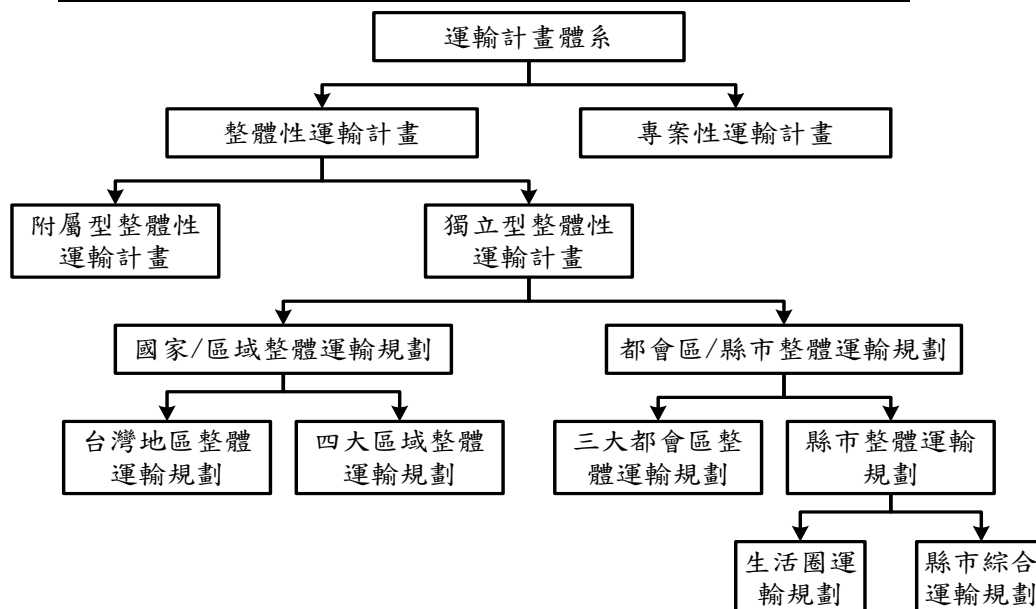 運輸計畫體系
整體性運輸計畫
專案性運輸計畫
附屬型整體性
運輸計畫
獨立型整體性
運輸計畫
國家/區域整體運輸規劃
都會區/縣市整體運輸規劃
台灣地區整體
運輸規劃
四大區域整體
運輸規劃
三大都會區整
體運輸規劃
縣市整體運輸
規劃
生活圈運
輸規劃
縣市綜合
運輸規劃